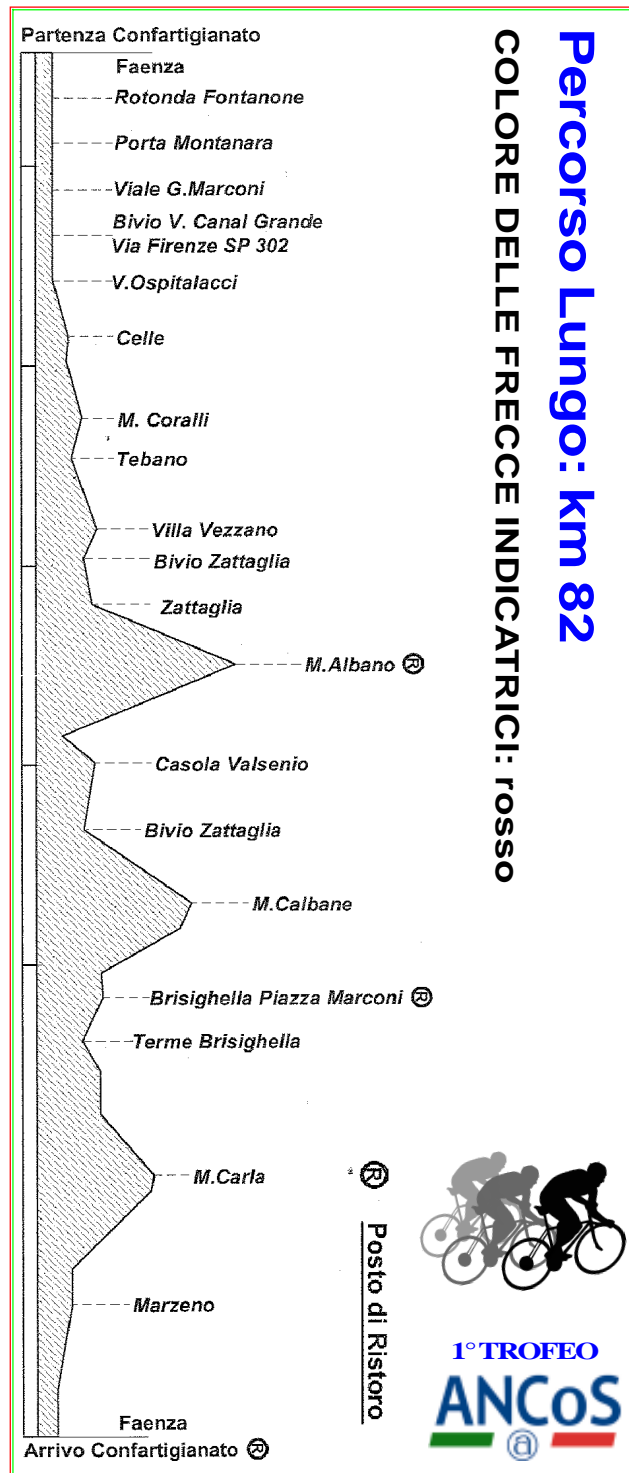 Percorso Lungo: km 82
COLORE DELLE FRECCE INDICATRICI: rosso
Partenza Confartigianato
Faenza
Rotonda Fontanone
Porta Montanara
Viale G.Marconi
Bivio V. Canal Grande
Via Firenze SP 302
V.Ospitalacci
Celle
M. Coralli
Tebano
Villa Vezzano
Bivio Zattaglia
Zattaglia
M.Albano Ⓡ
Casola Valsenio
Bivio Zattaglia
M.Calbane
Brisighella Piazza Marconi Ⓡ
Terme Brisighella
M.Carla
Marzeno
Faenza
Arrivo Confartigianato Ⓡ
Ⓡ Posto di Ristoro
1° TROFEO
ANCoS
@